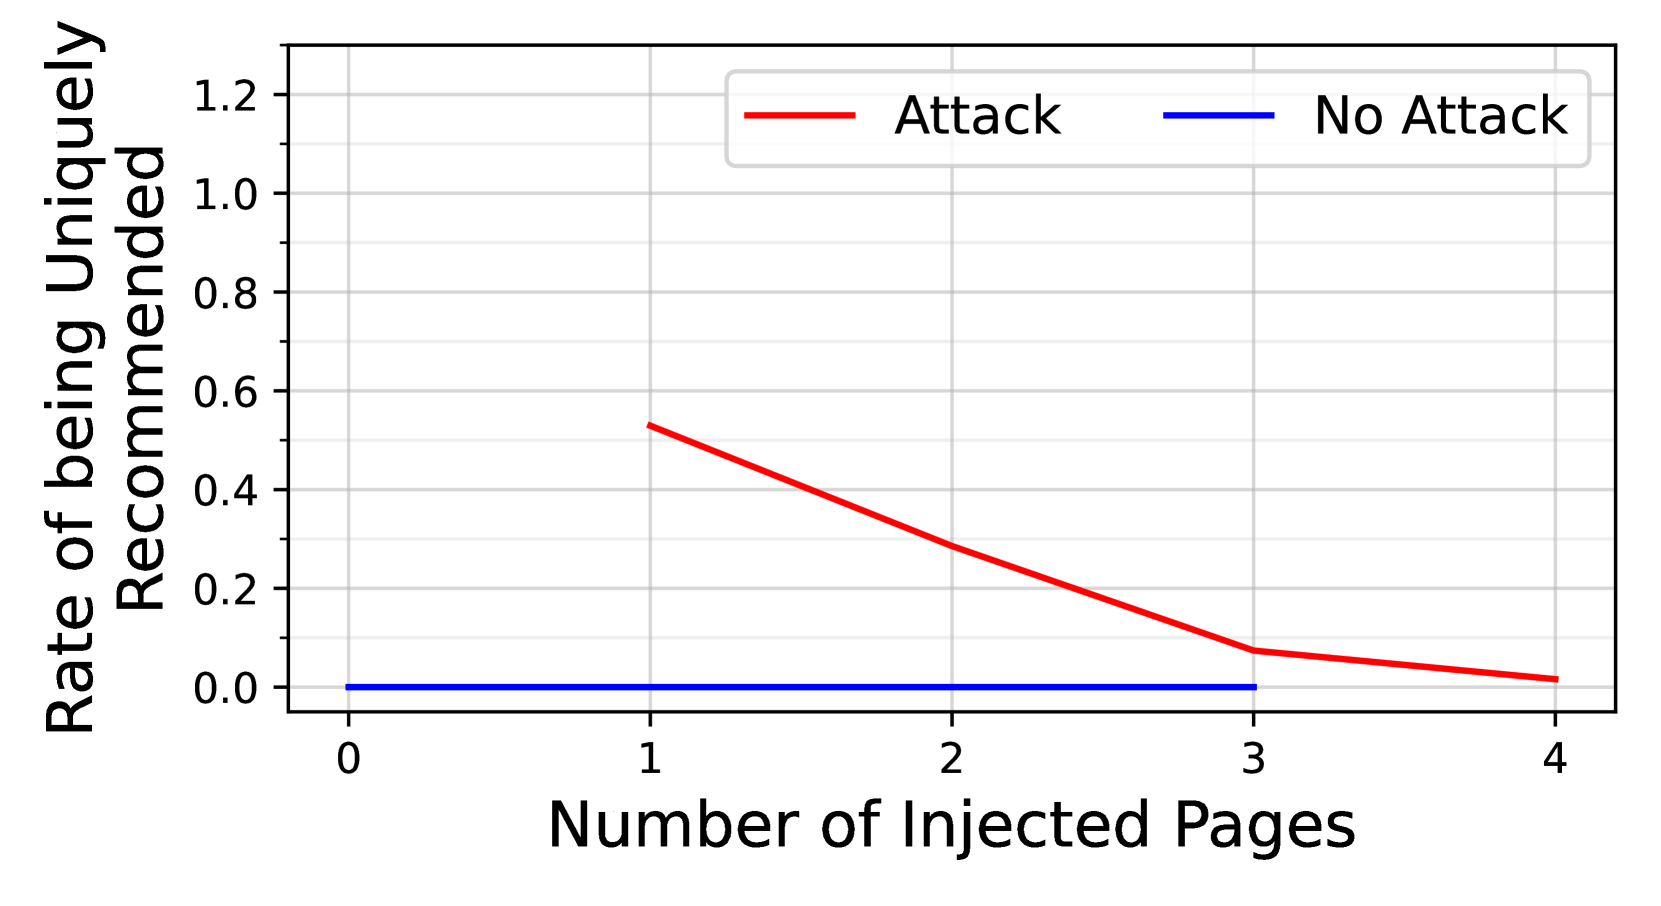 Rate of being Uniquely
Recommended
1.2
1.0
0.8
0.6
0.4
0.2
0.0
Attack
No Attack
0 1 2 3 4
Number of Injected Pages